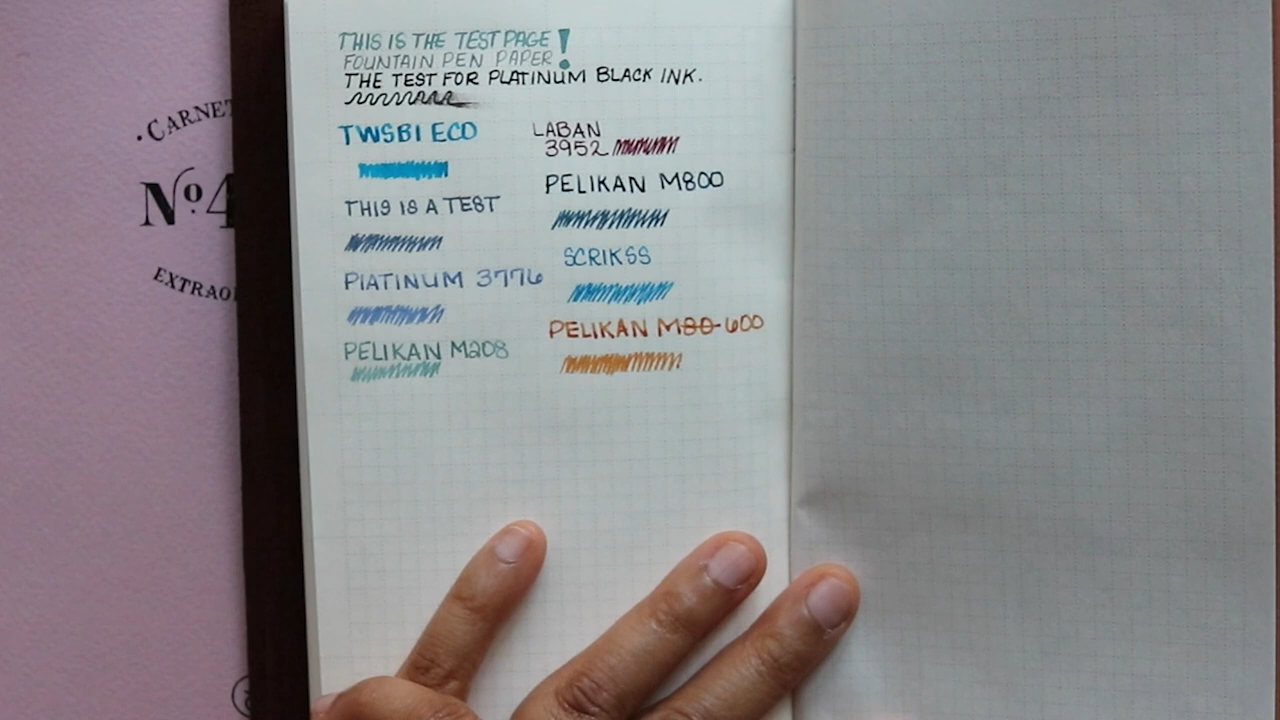 THIS IS THE TEST PAGE!
FOUNTAIN PEN PAPER
THE TEST FOR PLATINUM BLACK INK.
TWSBI ECO
THIS IS A TEST
PLATINUM 3776
PELIKAN M208
LABAN
3952
PELIKAN M800
SCRIKSS
PELIKAN M80 600
CARNET
Nº4